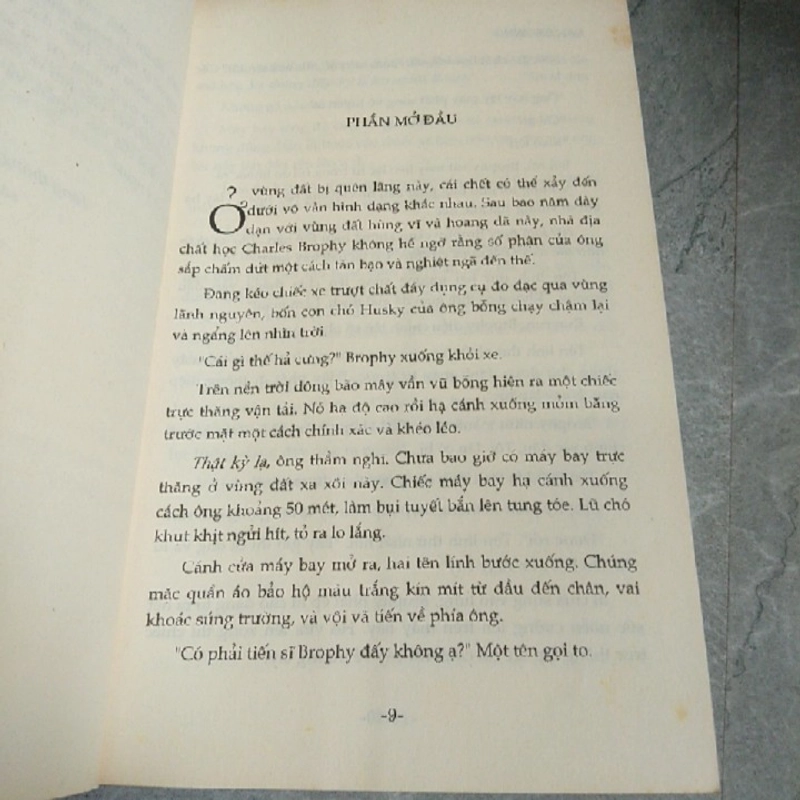 PHẦN MỞ ĐẦU
Ở vùng đất bị quên lãng này, cái chết có thể xảy đến
dưới vô vàn hình dạng khác nhau. Sau bao năm dày
dạn với vùng đất hùng vĩ và hoang dã này, nhà địa
chất học Charles Brophy không hề ngờ rằng số phận của ông
sắp chấm dứt một cách tàn bạo và nghiệt ngã đến thế.
Đang kéo chiếc xe trượt chất đầy dụng cụ đo đạc qua vùng
lãnh nguyên, bốn con chó Husky của ông bỗng chạy chậm lại
và ngẩng lên nhìn trời.
"Cái gì thế hả cưng?" Brophy xuống khỏi xe.
Trên nền trời dông bão mây vần vũ bỗng hiện ra một chiếc
trực thăng vận tải. Nó hạ độ cao rồi hạ cánh xuống mỏm băng
trước mặt một cách chính xác và khéo léo.
Thật kỳ lạ, ông thầm nghĩ. Chưa bao giờ có máy bay trực
thăng ở vùng đất xa xôi này. Chiếc máy bay hạ cánh xuống
cách ông khoảng 50 mét, làm bụi tuyết bắn lên tung tóe. Lũ chó
khụt khịt ngửi hít, tỏ ra lo lắng.
Cánh cửa máy bay mở ra, hai tên lính bước xuống. Chúng
mặc quần áo bảo hộ màu trắng kín mít từ đầu đến chân, vai
khoác súng trường, và vội vã tiến về phía ông.
"Có phải tiến sĩ Brophy đấy không ạ?" Một tên gọi to.
-9-